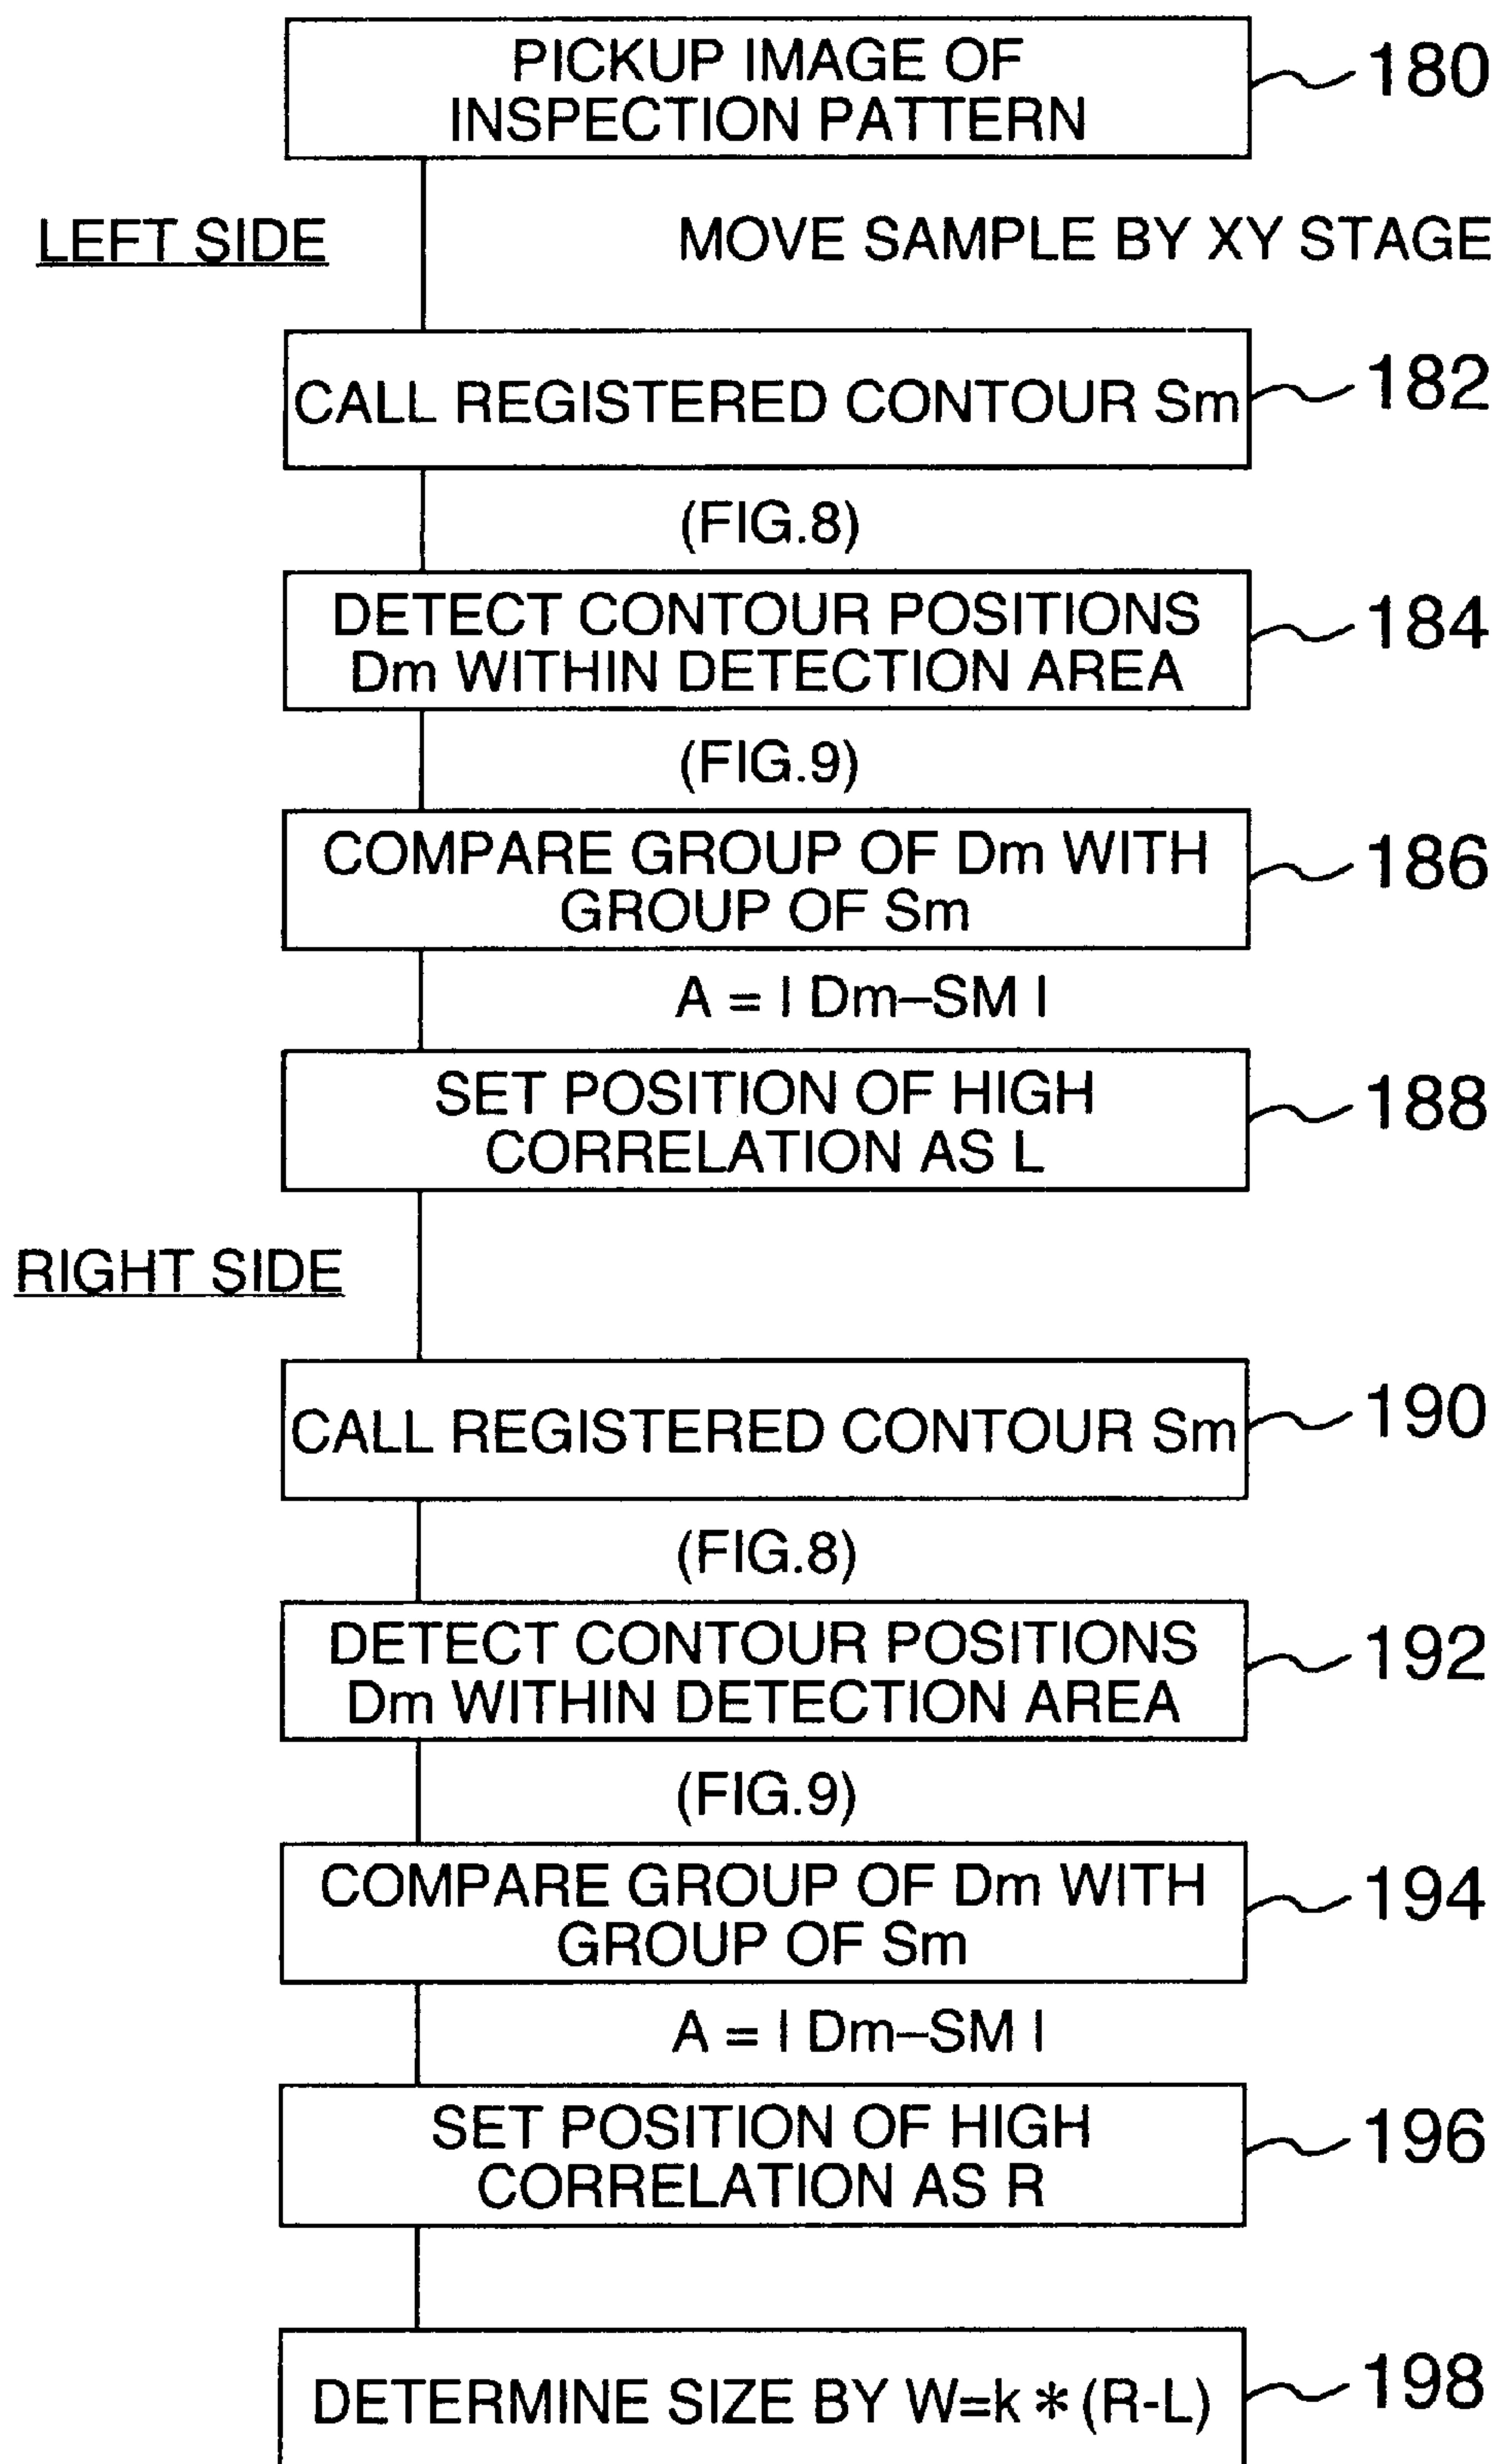 PICKUP IMAGE OF
INSPECTION PATTERN
180
LEFT SIDE
MOVE SAMPLE BY XY STAGE
CALL REGISTERED CONTOUR Sm
182
(FIG.8)
DETECT CONTOUR POSITIONS
Dm WITHIN DETECTION AREA
184
(FIG.9)
COMPARE GROUP OF Dm WITH
GROUP OF Sm
186
A = | Dm–SM |
SET POSITION OF HIGH
CORRELATION AS L
188
RIGHT SIDE
CALL REGISTERED CONTOUR Sm
190
(FIG.8)
DETECT CONTOUR POSITIONS
Dm WITHIN DETECTION AREA
192
(FIG.9)
COMPARE GROUP OF Dm WITH
GROUP OF Sm
194
A = | Dm–SM |
SET POSITION OF HIGH
CORRELATION AS R
196
DETERMINE SIZE BY W=k * (R-L)
198